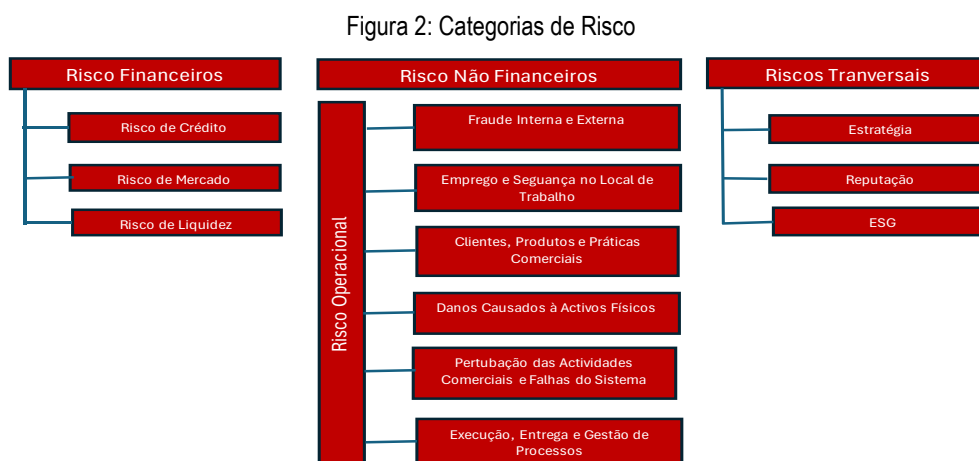 Figura 2: Categorias de Risco
Risco Financeiros
Risco de Crédito
Risco de Mercado
Risco de Liquidez
Risco Não Financeiros
Risco Operacional
Fraude Interna e Externa
Emprego e Seguança no Local de
Trabalho
Clientes, Produtos e Práticas
Comerciais
Danos Causados à Activos Físicos
Pertubação das Actividades
Comerciais e Falhas do Sistema
Execução, Entrega e Gestão de
Processos
Riscos Tranversais
Estratégia
Reputação
ESG